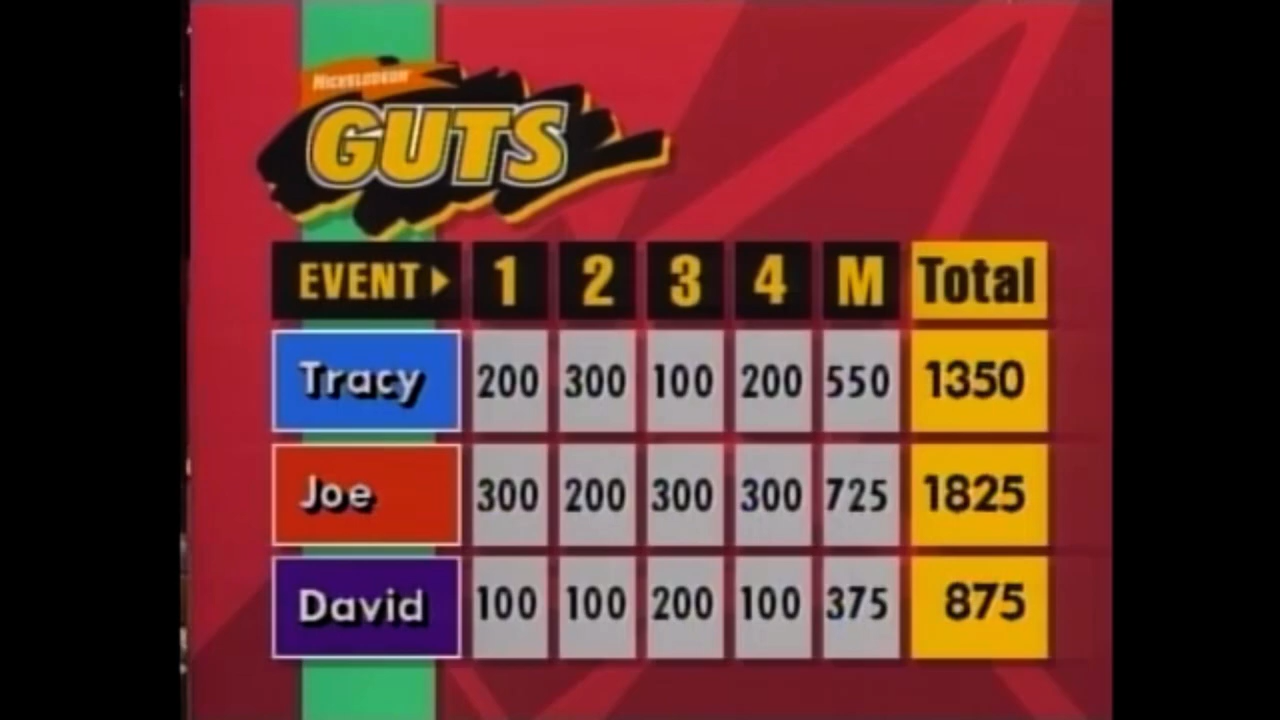 NICKELODEON
GUTS
EVENT 1 2 3 4 M Total
Tracy 200 300 100 200 550 1350
Joe 300 200 300 300 725 1825
David 100 100 200 100 375 875